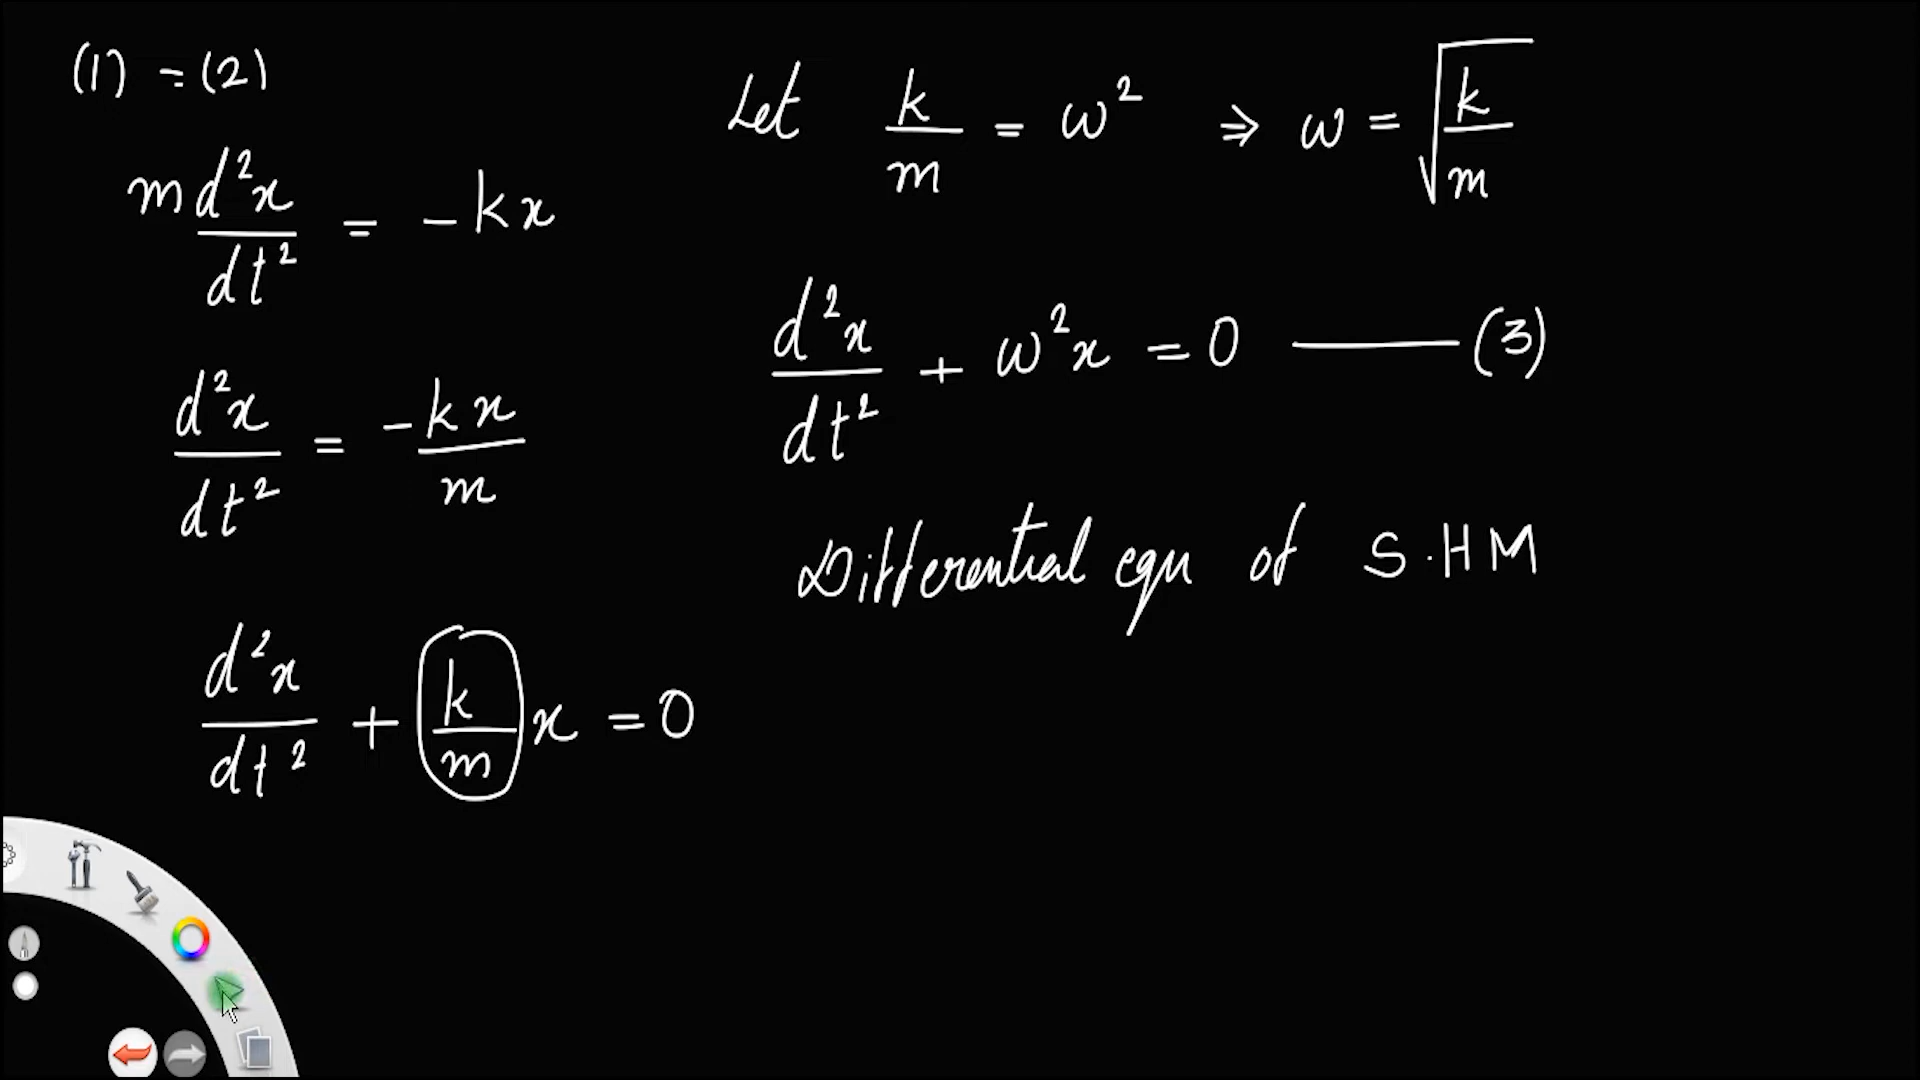 (1) = (2)
m d²x/dt² = -kx
d²x/dt² = -kx/m
d²x/dt² + k/m x = 0
Let k/m = ω² ⇒ ω = √(k/m)
d²x/dt² + ω²x = 0 —— (3)
Differential equ of S.HM